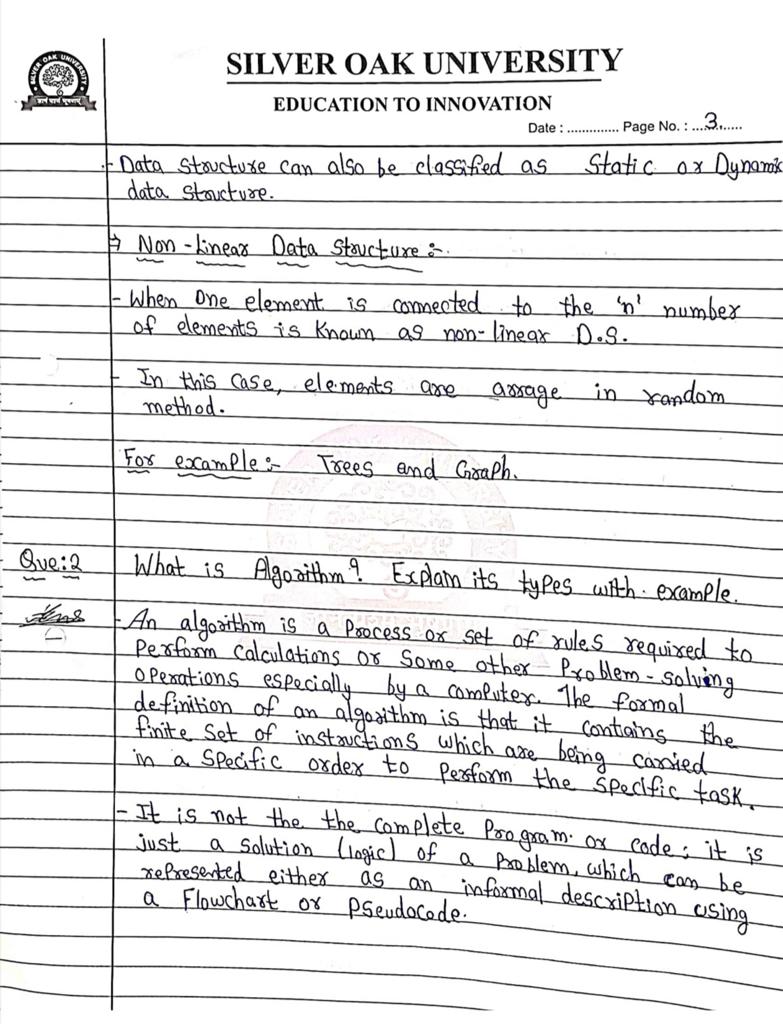 SILVER OAK UNIVERSITY
EDUCATION TO INNOVATION
SILVER OAK UNIVERSITY
Date : .............. Page No. : ...3......
- Data Structure can also be classified as Static or Dynamic
data structure.
⇒ Non-Linear Data Structure :-
- When One element is connected to the 'n' number
of elements is Known as non-linear D.S.
- In this case, elements are arrage in random
method.
For example :- Trees and Graph.
Que:2 What is Algorithm? Explain its types with example.
Ans - An algorithm is a Process or set of rules required to
Perform Calculations or Some other Problem-solving
operations especially by a computer. The formal
definition of an algorithm is that it contains the
finite set of instructions which are being carried
in a specific order to perform the specific task.
- It is not the the complete Program or code; it is
just a solution (logic) of a problem, which can be
represented either as an informal description using
a Flowchart or Pseudocode.